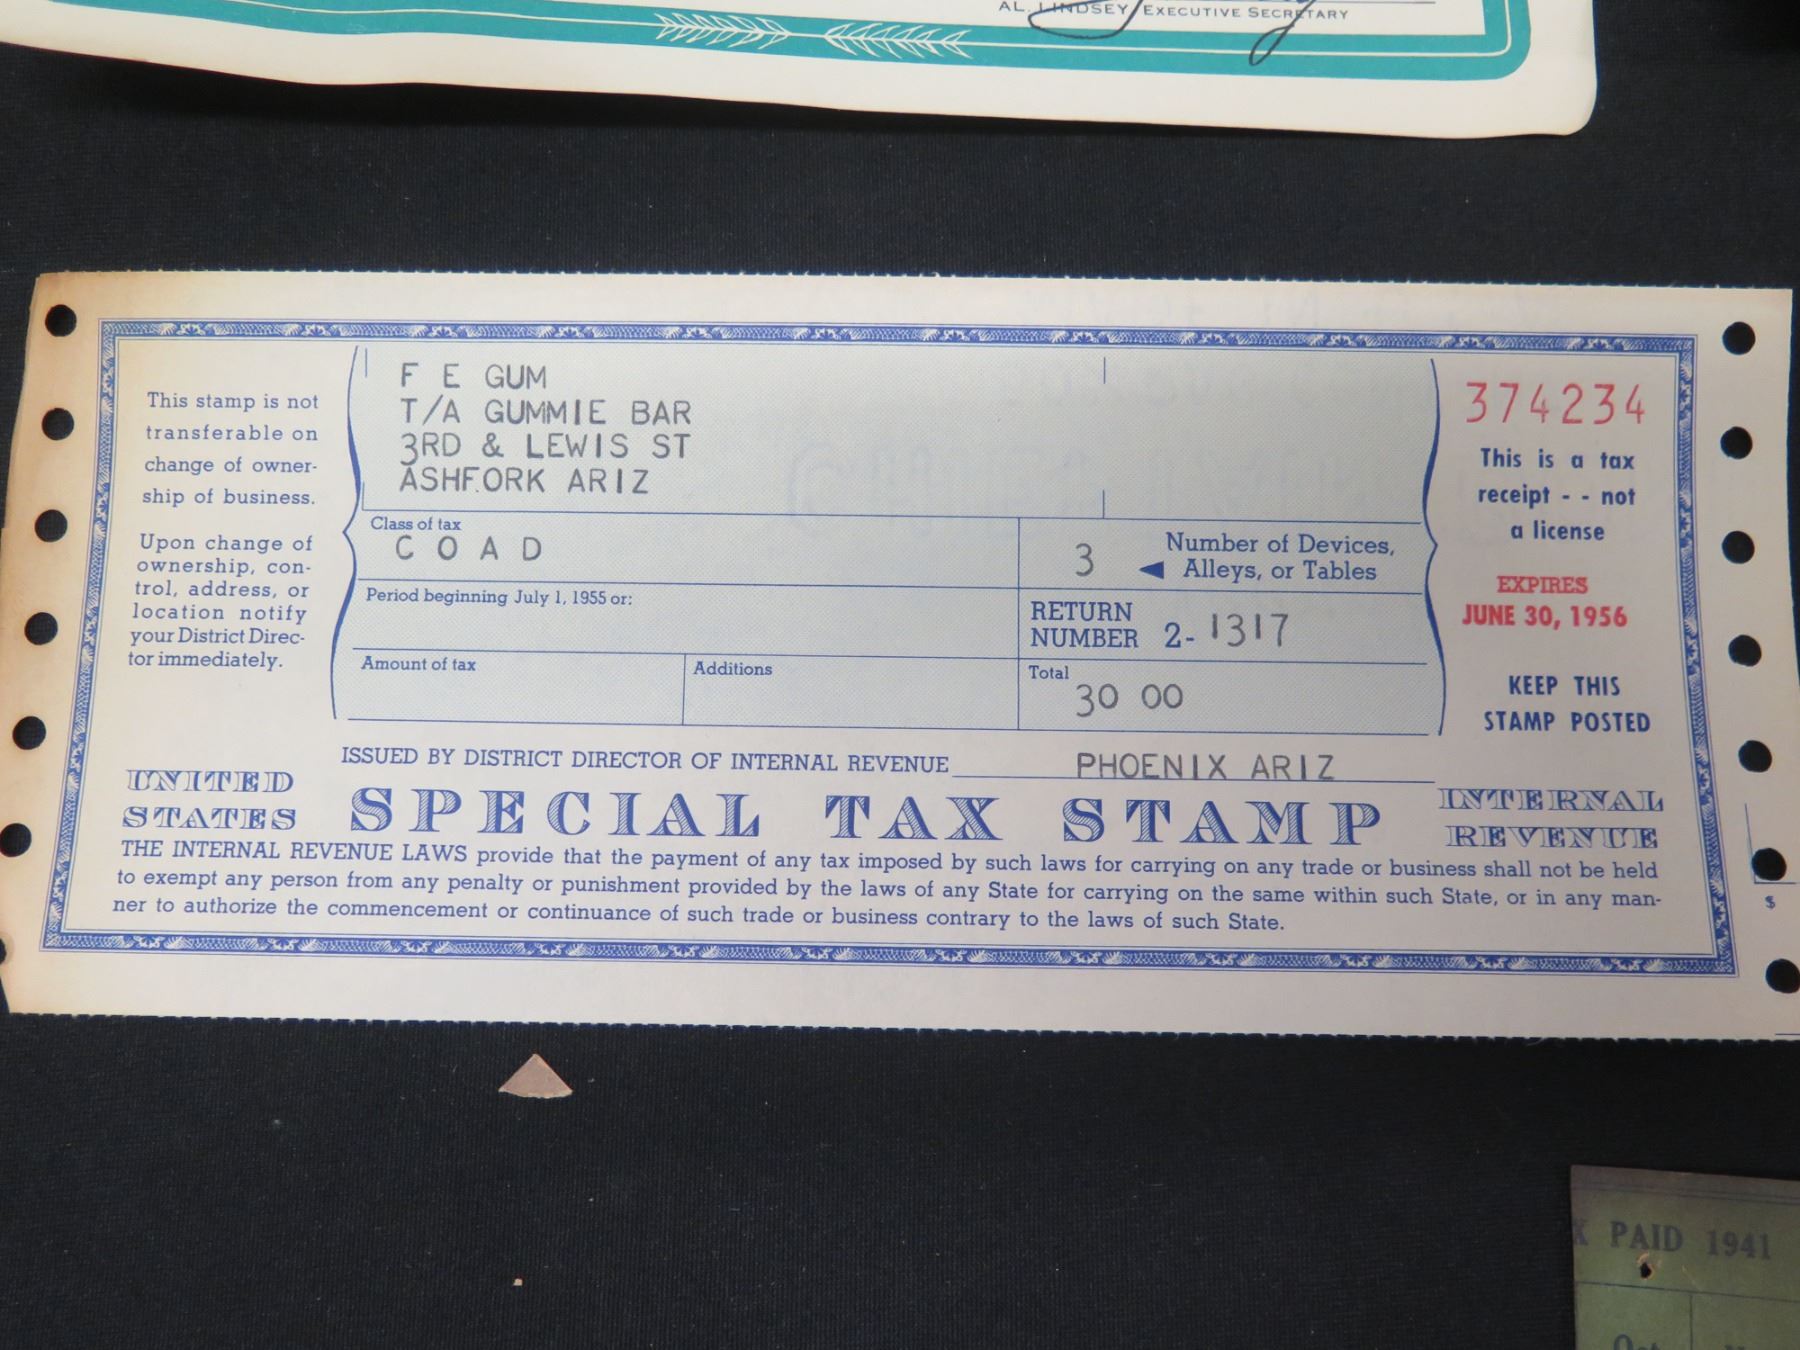 AL. LINDSEY, EXECUTIVE SECRETARY
This stamp is not
transferable on
change of owner-
ship of business.
Upon change of
ownership, con-
trol, address, or
location notify
your District Direc-
tor immediately.
F E GUM
T/A GUMMIE BAR
3RD & LEWIS ST
ASHFORK ARIZ
Class of tax
C O A D
3 ◄ Number of Devices,
Alleys, or Tables
Period beginning July 1, 1955 or:
RETURN
NUMBER 2- 1317
Amount of tax
Additions
Total
30 00
374234
This is a tax
receipt - - not
a license
EXPIRES
JUNE 30, 1956
KEEP THIS
STAMP POSTED
ISSUED BY DISTRICT DIRECTOR OF INTERNAL REVENUE PHOENIX ARIZ
UNITED
STATES
SPECIAL TAX STAMP
INTERNAL
REVENUE
THE INTERNAL REVENUE LAWS provide that the payment of any tax imposed by such laws for carrying on any trade or business shall not be held
to exempt any person from any penalty or punishment provided by the laws of any State for carrying on the same within such State, or in any man-
ner to authorize the commencement or continuance of such trade or business contrary to the laws of such State.
$
X PAID 1941